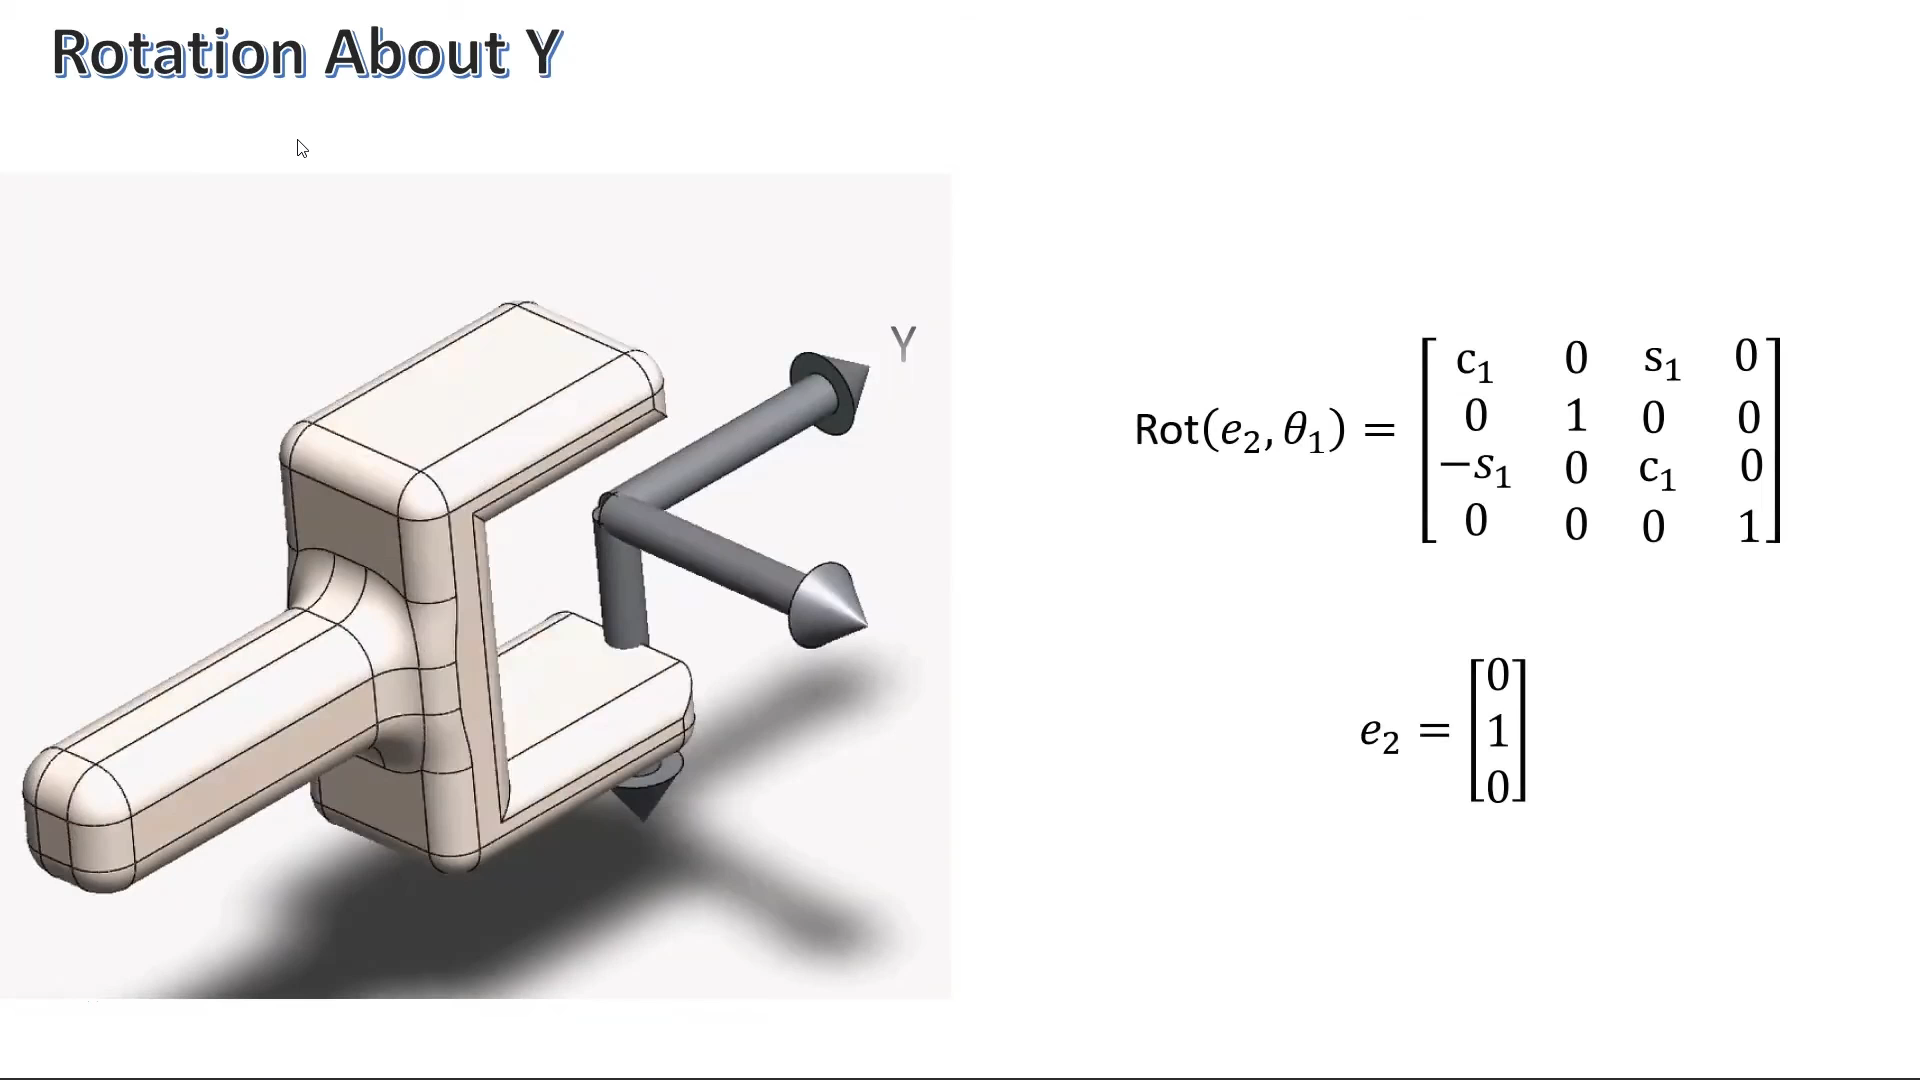 Rotation About Y
Y
Rot(e₂, θ₁) =
c₁ 0 s₁ 0
0 1 0 0
−s₁ 0 c₁ 0
0 0 0 1
e₂ =
0
1
0